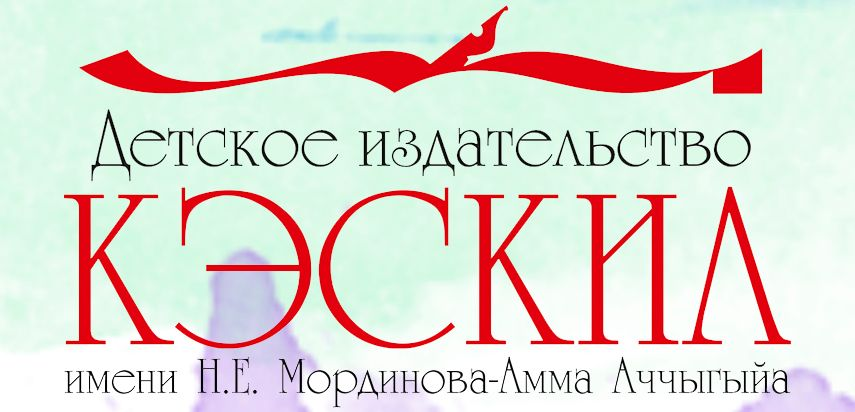 Детское издательство
КЭСКИЛ
имени Н.Е. Мординова-Амма Аччыгыйа